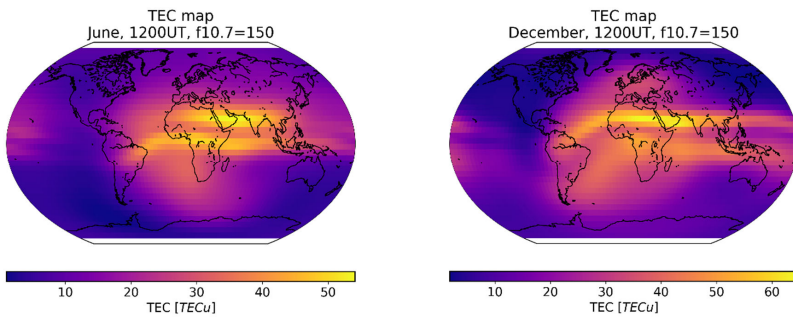 TEC map
June, 1200UT, f10.7=150
10 20 30 40 50
TEC [TECu]
TEC map
December, 1200UT, f10.7=150
10 20 30 40 50 60
TEC [TECu]